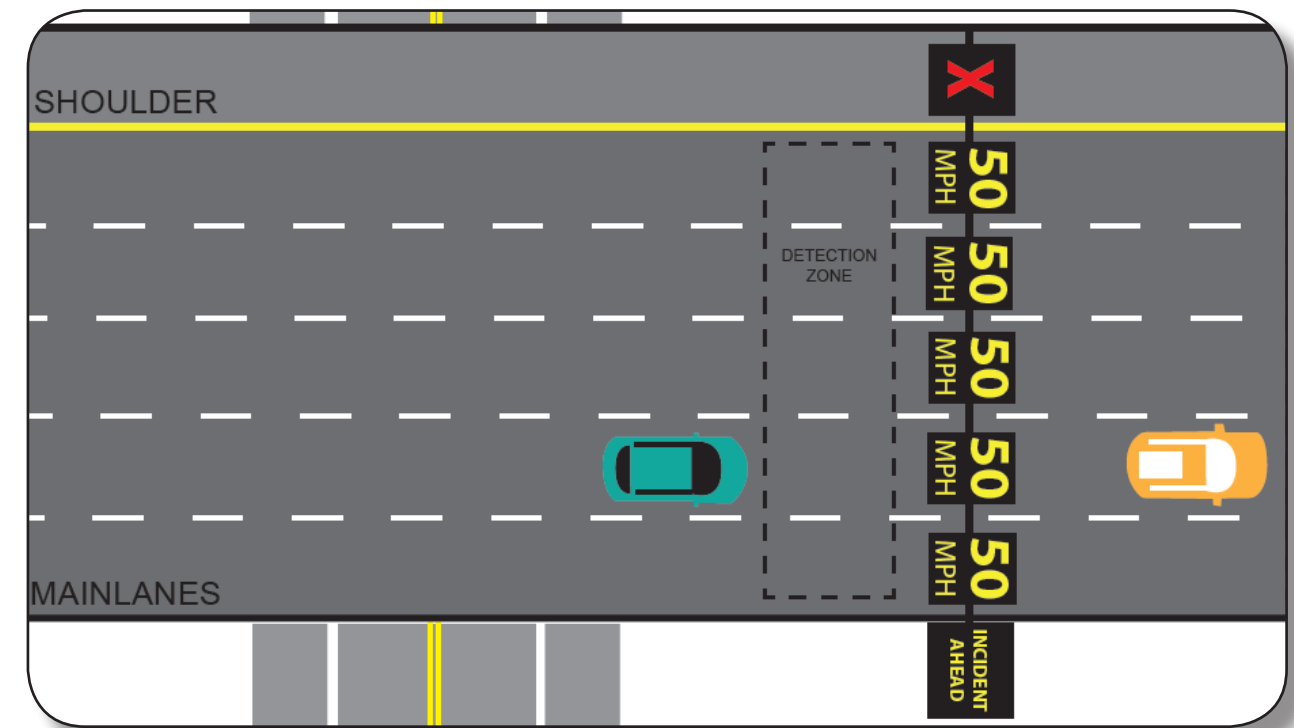 SHOULDER
X
50
MPH
50
MPH
DETECTION
ZONE
50
MPH
50
MPH
50
MPH
MAINLANES
INCIDENT
AHEAD